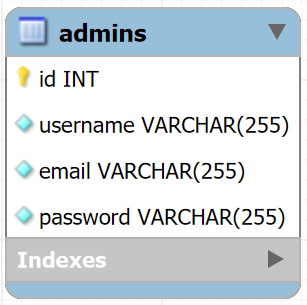 admins
id INT
username VARCHAR(255)
email VARCHAR(255)
password VARCHAR(255)
Indexes